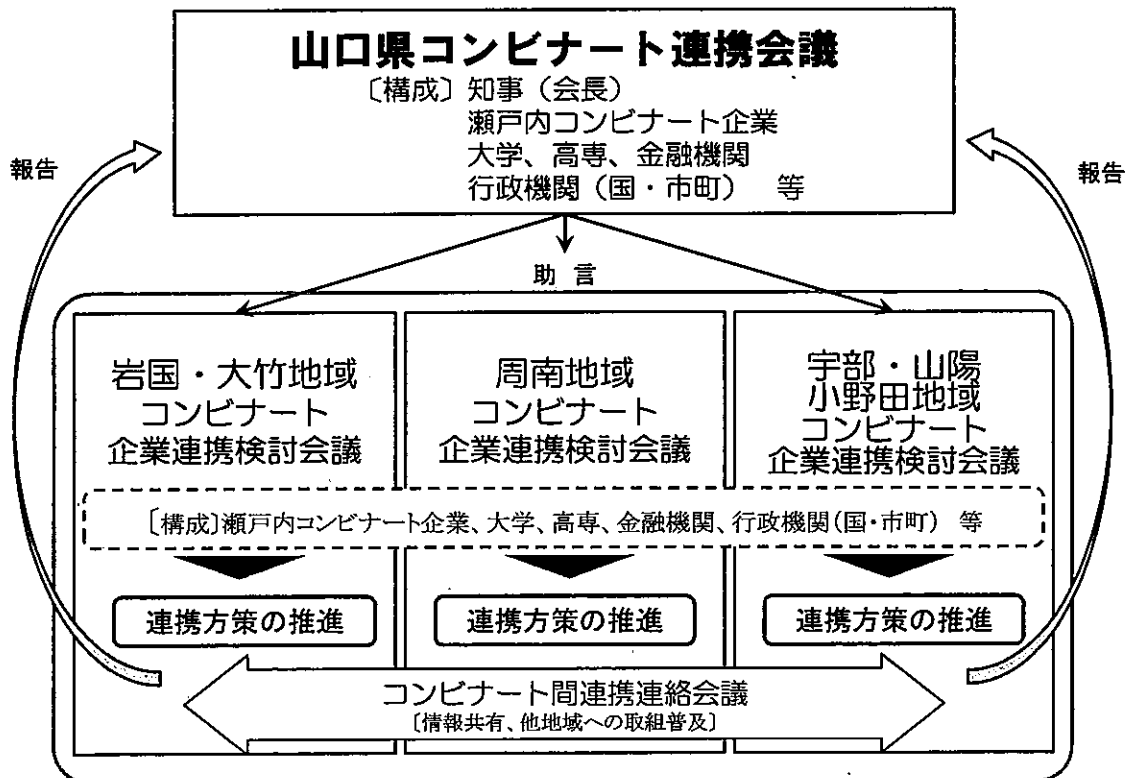 山口県コンビナート連携会議
〔構成〕知事（会長）
瀬戸内コンビナート企業
大学、高専、金融機関
行政機関（国・市町）　等
報告
報告
助 言
岩国・大竹地域
コンビナート
企業連携検討会議
周南地域
コンビナート
企業連携検討会議
宇部・山陽
小野田地域
コンビナート
企業連携検討会議
〔構成〕瀬戸内コンビナート企業、大学、高専、金融機関、行政機関（国・市町） 等
連携方策の推進
連携方策の推進
連携方策の推進
コンビナート間連携連絡会議
〔情報共有、他地域への取組普及〕